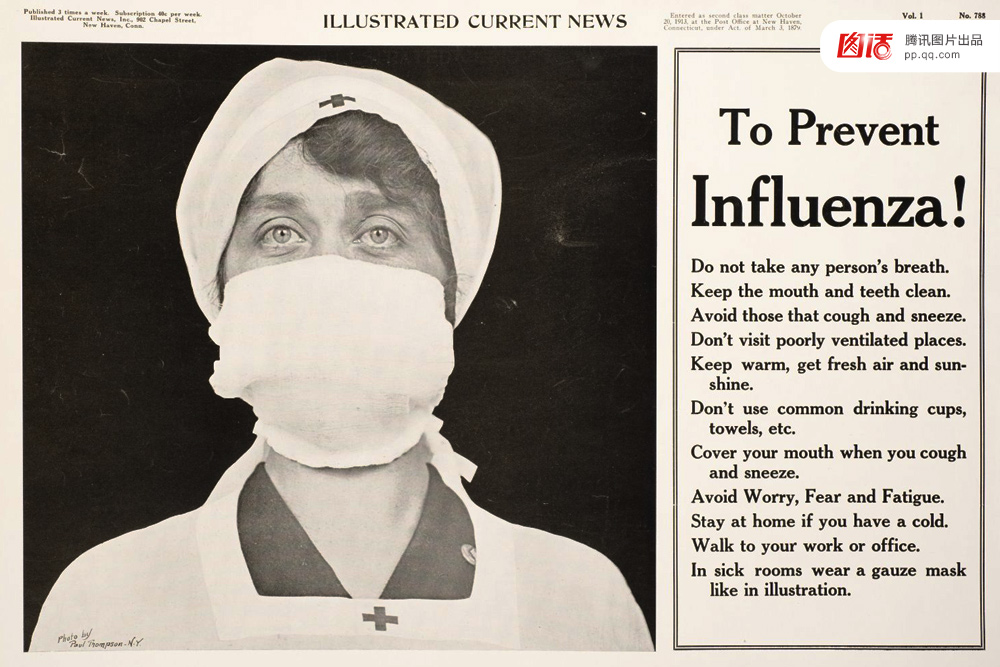 Published 3 times a week. Subscription 40c per week.
Illustrated Current News, Inc., 902 Chapel Street,
New Haven, Conn.
ILLUSTRATED CURRENT NEWS
Entered as second class matter October
20, 1913, at the Post Office at New Haven,
Connecticut, under Act. of March 3, 1879.
Vol. 1
No. 788
图话
腾讯图片出品
pp.qq.com
To Prevent
Influenza!
Do not take any person's breath.
Keep the mouth and teeth clean.
Avoid those that cough and sneeze.
Don't visit poorly ventilated places.
Keep warm, get fresh air and sun-
shine.
Don't use common drinking cups,
towels, etc.
Cover your mouth when you cough
and sneeze.
Avoid Worry, Fear and Fatigue.
Stay at home if you have a cold.
Walk to your work or office.
In sick rooms wear a gauze mask
like in illustration.
Photo by
Paul Thompson. N.Y.